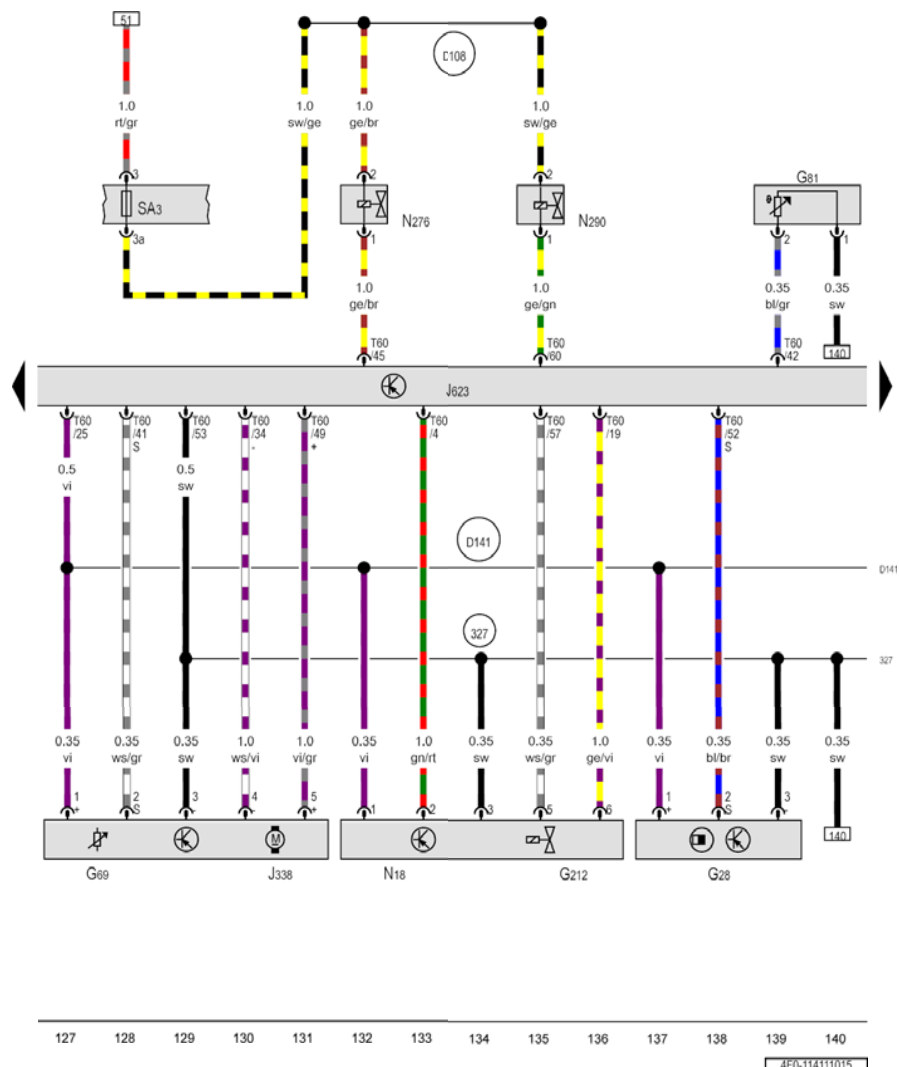 51
D108
1.0 1.0 1.0 1.0
rt/gr sw/ge ge/br sw/ge
3 2 2 G81
SA3 N276 N290
3a 1 1 2 1
1.0 1.0 0.35 0.35
ge/br ge/gn bl/gr sw
T60 T60 T60
/45 /60 /42 140
J623
T60 T60 T60 T60 T60 T60 T60 T60 T60
/25 /41 /53 /34 /49 /4 /57 /19 /52
S - + S
0.5 0.5
vi sw
D141
D141
327
327
0.35 0.35 0.35 1.0 1.0 0.35 1.0 0.35 0.35 1.0 0.35 0.35 0.35 0.35
vi ws/gr sw ws/vi vi/gr vi gn/rt sw ws/gr ge/vi vi bl/br sw sw
1 2 3 4 5 1 2 3 5 6 1 2 3
+ S - - + + S -
M 140
G69 J338 N18 G212 G28
127 128 129 130 131 132 133 134 135 136 137 138 139 140
4F0-114111015